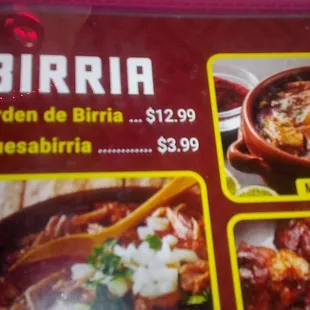 BIRRIA
rden de Birria ... $12.99
uesabirria ............ $3.99